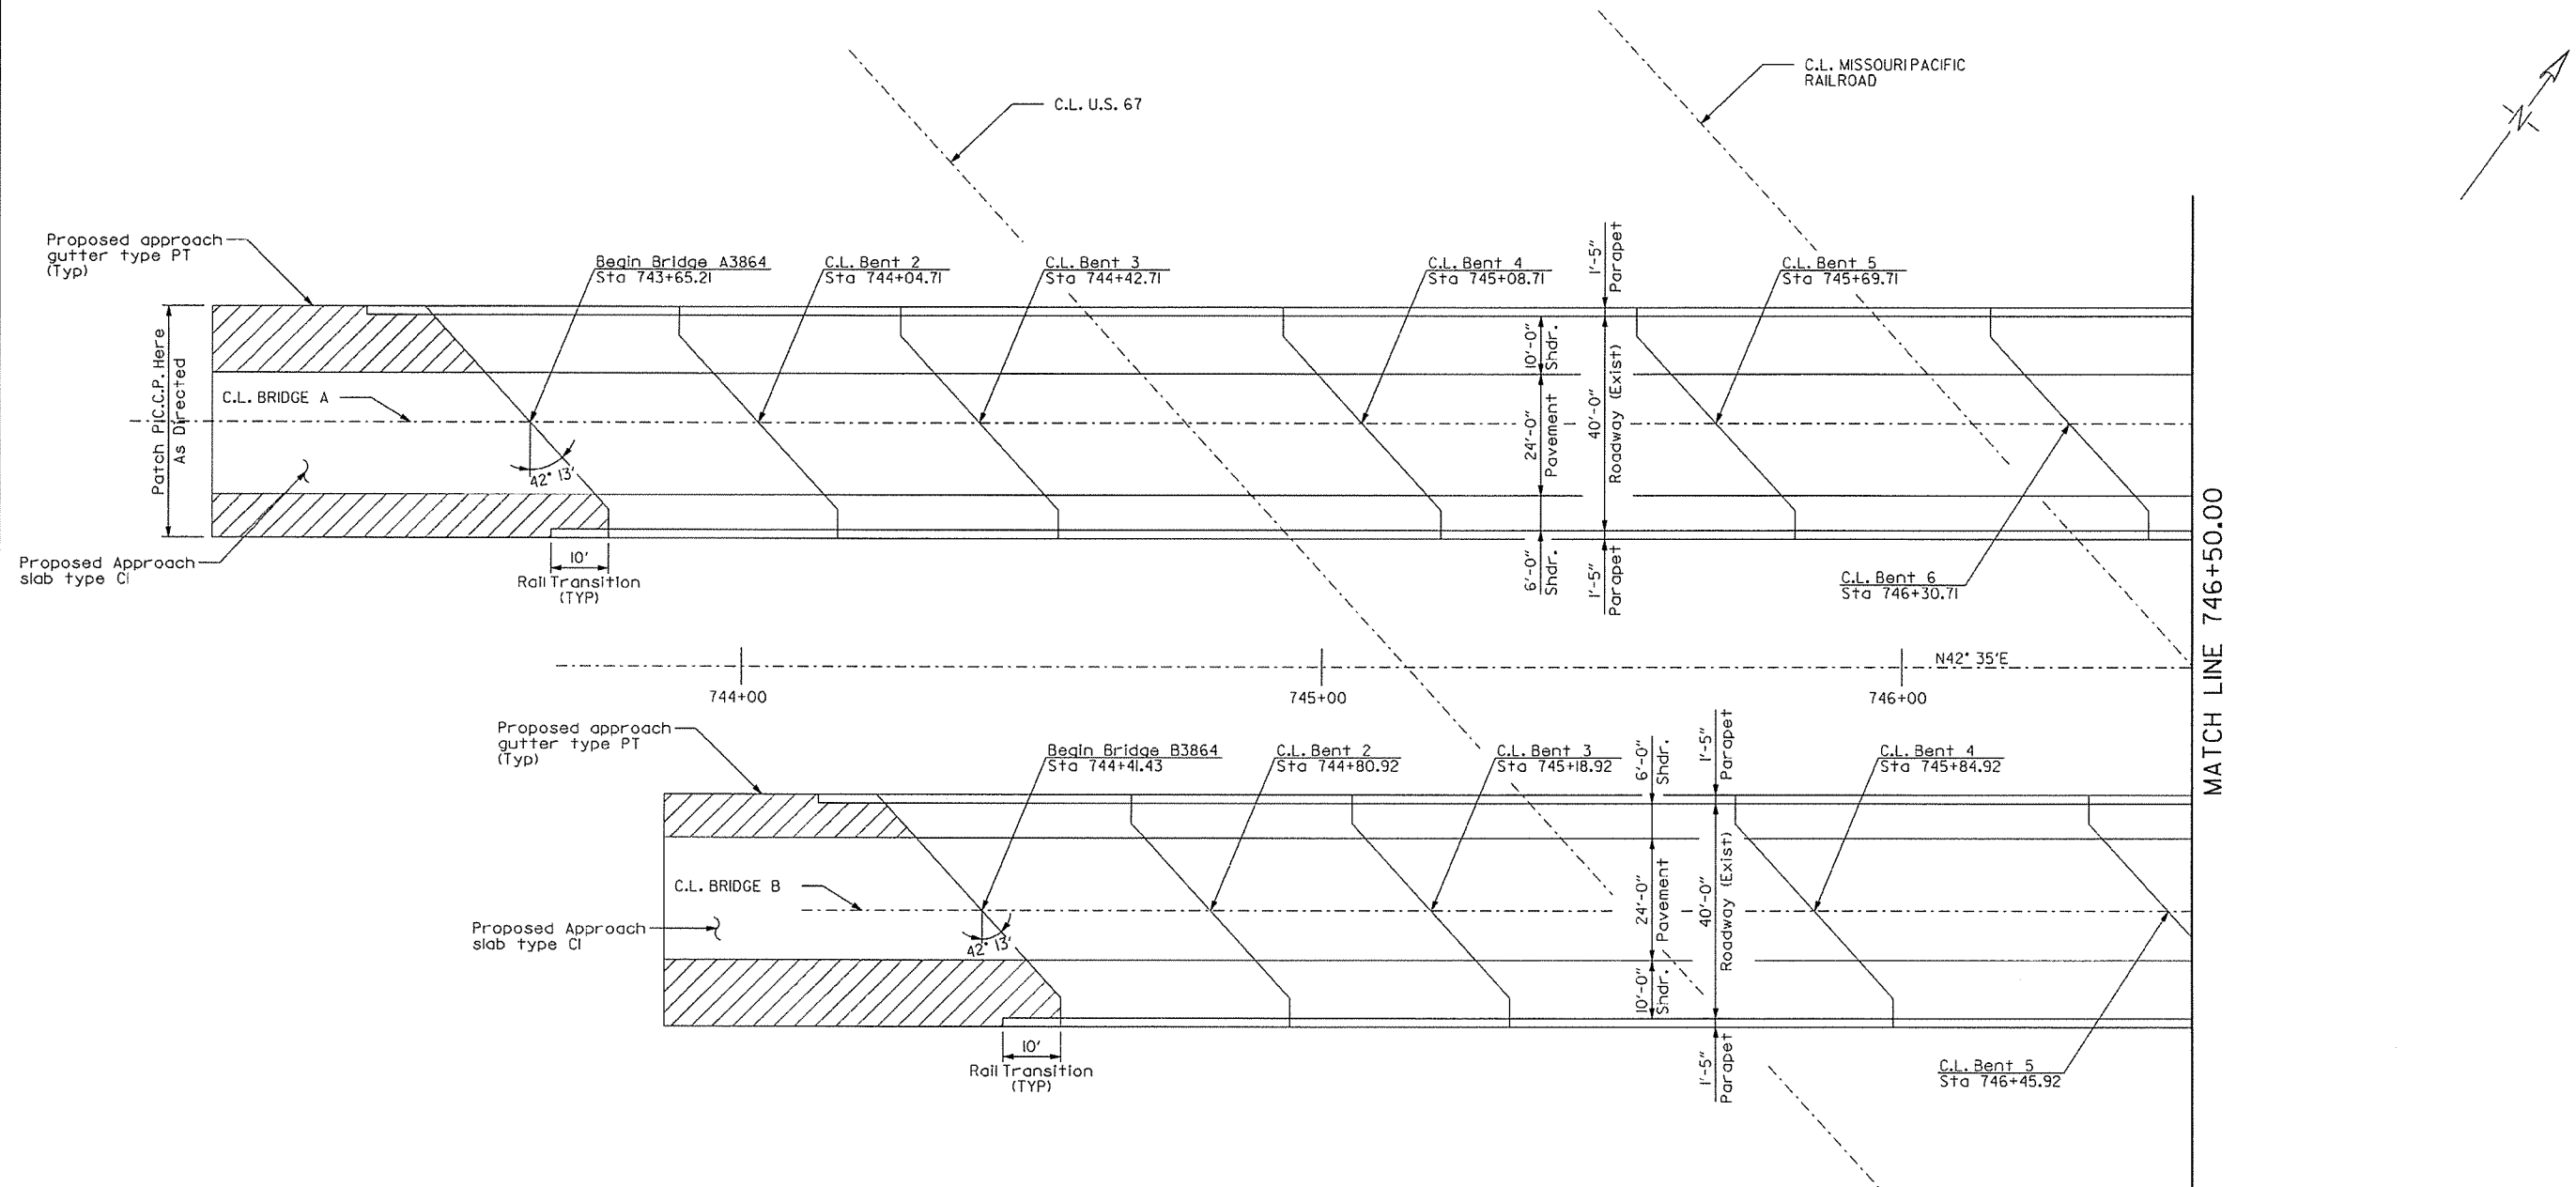 C.L. MISSOURI PACIFIC
RAILROAD
C.L. U.S. 67
N
Proposed approach
gutter type PT
(Typ)
Begin Bridge A3864
Sta 743+65.21
C.L. Bent 2
Sta 744+04.71
C.L. Bent 3
Sta 744+42.71
C.L. Bent 4
Sta 745+08.71
1'-5"
Parapet
C.L. Bent 5
Sta 745+69.71
Patch P.C.C.P. Here
As Directed
C.L. BRIDGE A
42° 13'
10'-0"
Shdr.
24'-0"
Pavement
6'-0"
Shdr.
40'-0"
Roadway (Exist)
1'-5"
Parapet
Proposed Approach
slab type C1
10'
Rail Transition
(TYP)
C.L. Bent 6
Sta 746+30.71
MATCH LINE 746+50.00
N42° 35'E
744+00
745+00
746+00
Proposed approach
gutter type PT
(Typ)
Begin Bridge B3864
Sta 744+41.43
C.L. Bent 2
Sta 744+80.92
C.L. Bent 3
Sta 745+18.92
6'-0"
Shdr.
1'-5"
Parapet
C.L. Bent 4
Sta 745+84.92
C.L. BRIDGE B
Proposed Approach
slab type C1
42° 13'
24'-0"
Pavement
10'-0"
Shdr.
40'-0"
Roadway (Exist)
10'
Rail Transition
(TYP)
1'-5"
Parapet
C.L. Bent 5
Sta 746+45.92